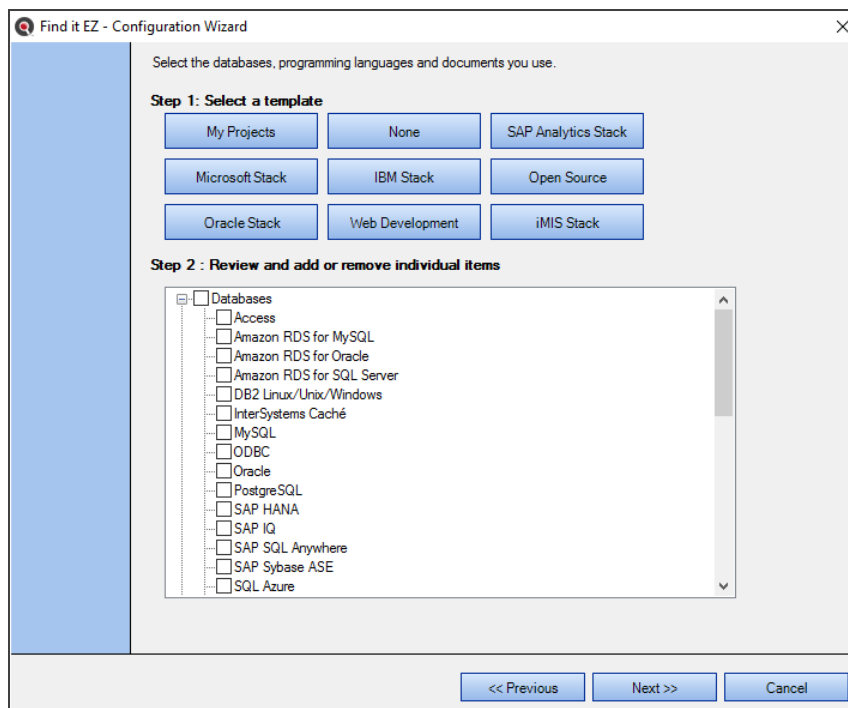 Find it EZ - Configuration Wizard
Select the databases, programming languages and documents you use.
Step 1: Select a template
My Projects None SAP Analytics Stack
Microsoft Stack IBM Stack Open Source
Oracle Stack Web Development iMIS Stack
Step 2 : Review and add or remove individual items
Databases
Access
Amazon RDS for MySQL
Amazon RDS for Oracle
Amazon RDS for SQL Server
DB2 Linux/Unix/Windows
InterSystems Caché
MySQL
ODBC
Oracle
PostgreSQL
SAP HANA
SAP IQ
SAP SQL Anywhere
SAP Sybase ASE
SQL Azure
<< Previous Next >> Cancel